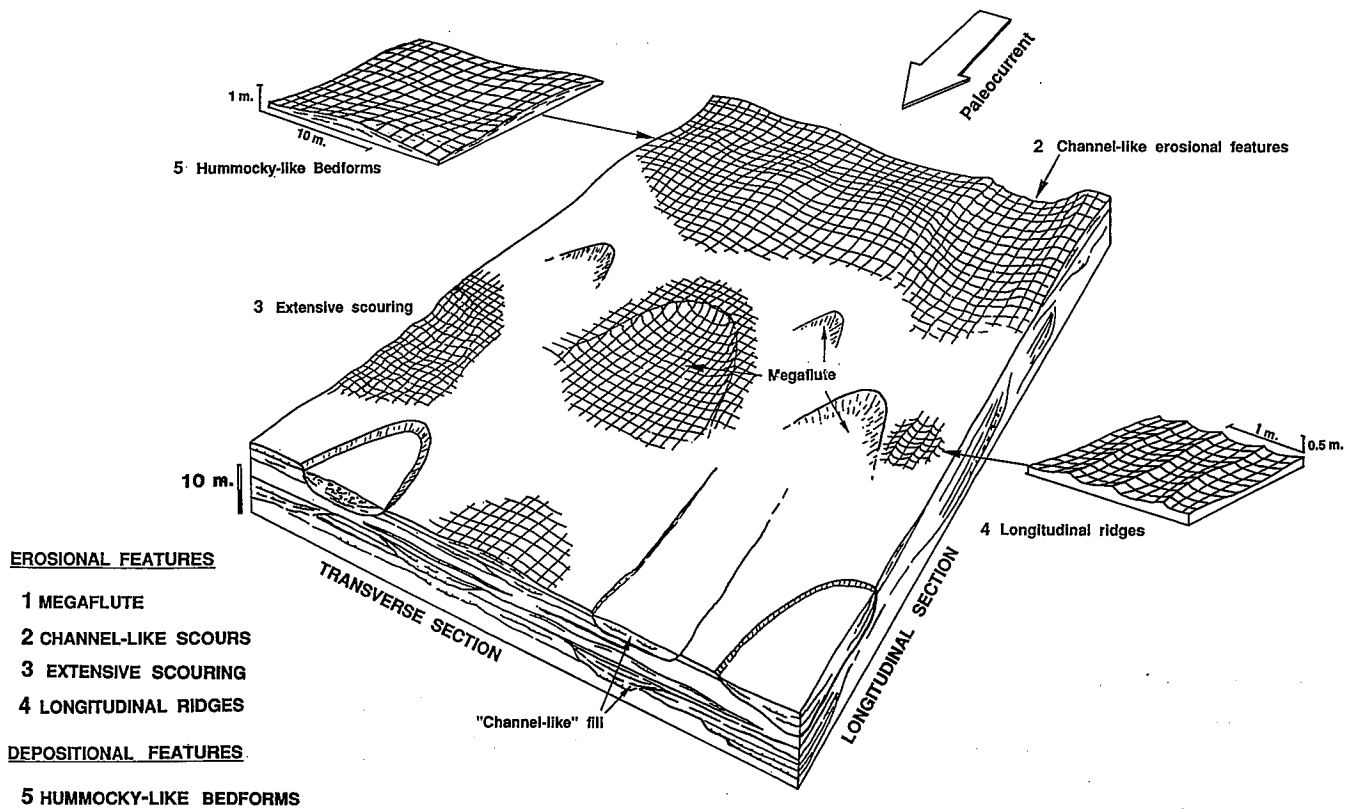 Paleocurrent
1 m.
10 m.
5 Hummocky-like Bedforms
2 Channel-like erosional features
3 Extensive scouring
Megaflute
1 m.
0.5 m.
10 m.
4 Longitudinal ridges
TRANSVERSE SECTION
LONGITUDINAL SECTION
"Channel-like" fill
EROSIONAL FEATURES
1 MEGAFLUTE
2 CHANNEL-LIKE SCOURS
3 EXTENSIVE SCOURING
4 LONGITUDINAL RIDGES
DEPOSITIONAL FEATURES
5 HUMMOCKY-LIKE BEDFORMS